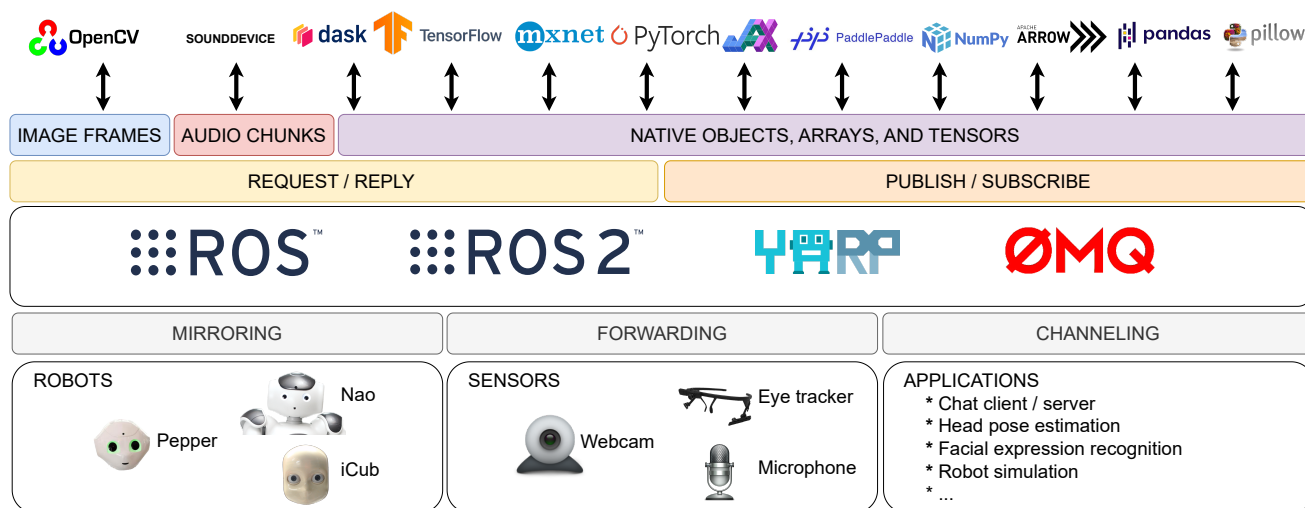 OpenCV
SOUNDDEVICE
dask
TensorFlow
mxnet
PyTorch
JAX
PaddlePaddle
NumPy
APACHE
ARROW
pandas
pillow
IMAGE FRAMES
AUDIO CHUNKS
NATIVE OBJECTS, ARRAYS, AND TENSORS
REQUEST / REPLY
PUBLISH / SUBSCRIBE
ROS™
ROS 2™
YARP
ØMQ
MIRRORING
FORWARDING
CHANNELING
ROBOTS
Nao
Pepper
iCub
SENSORS
Eye tracker
Webcam
Microphone
APPLICATIONS
* Chat client / server
* Head pose estimation
* Facial expression recognition
* Robot simulation
* ...